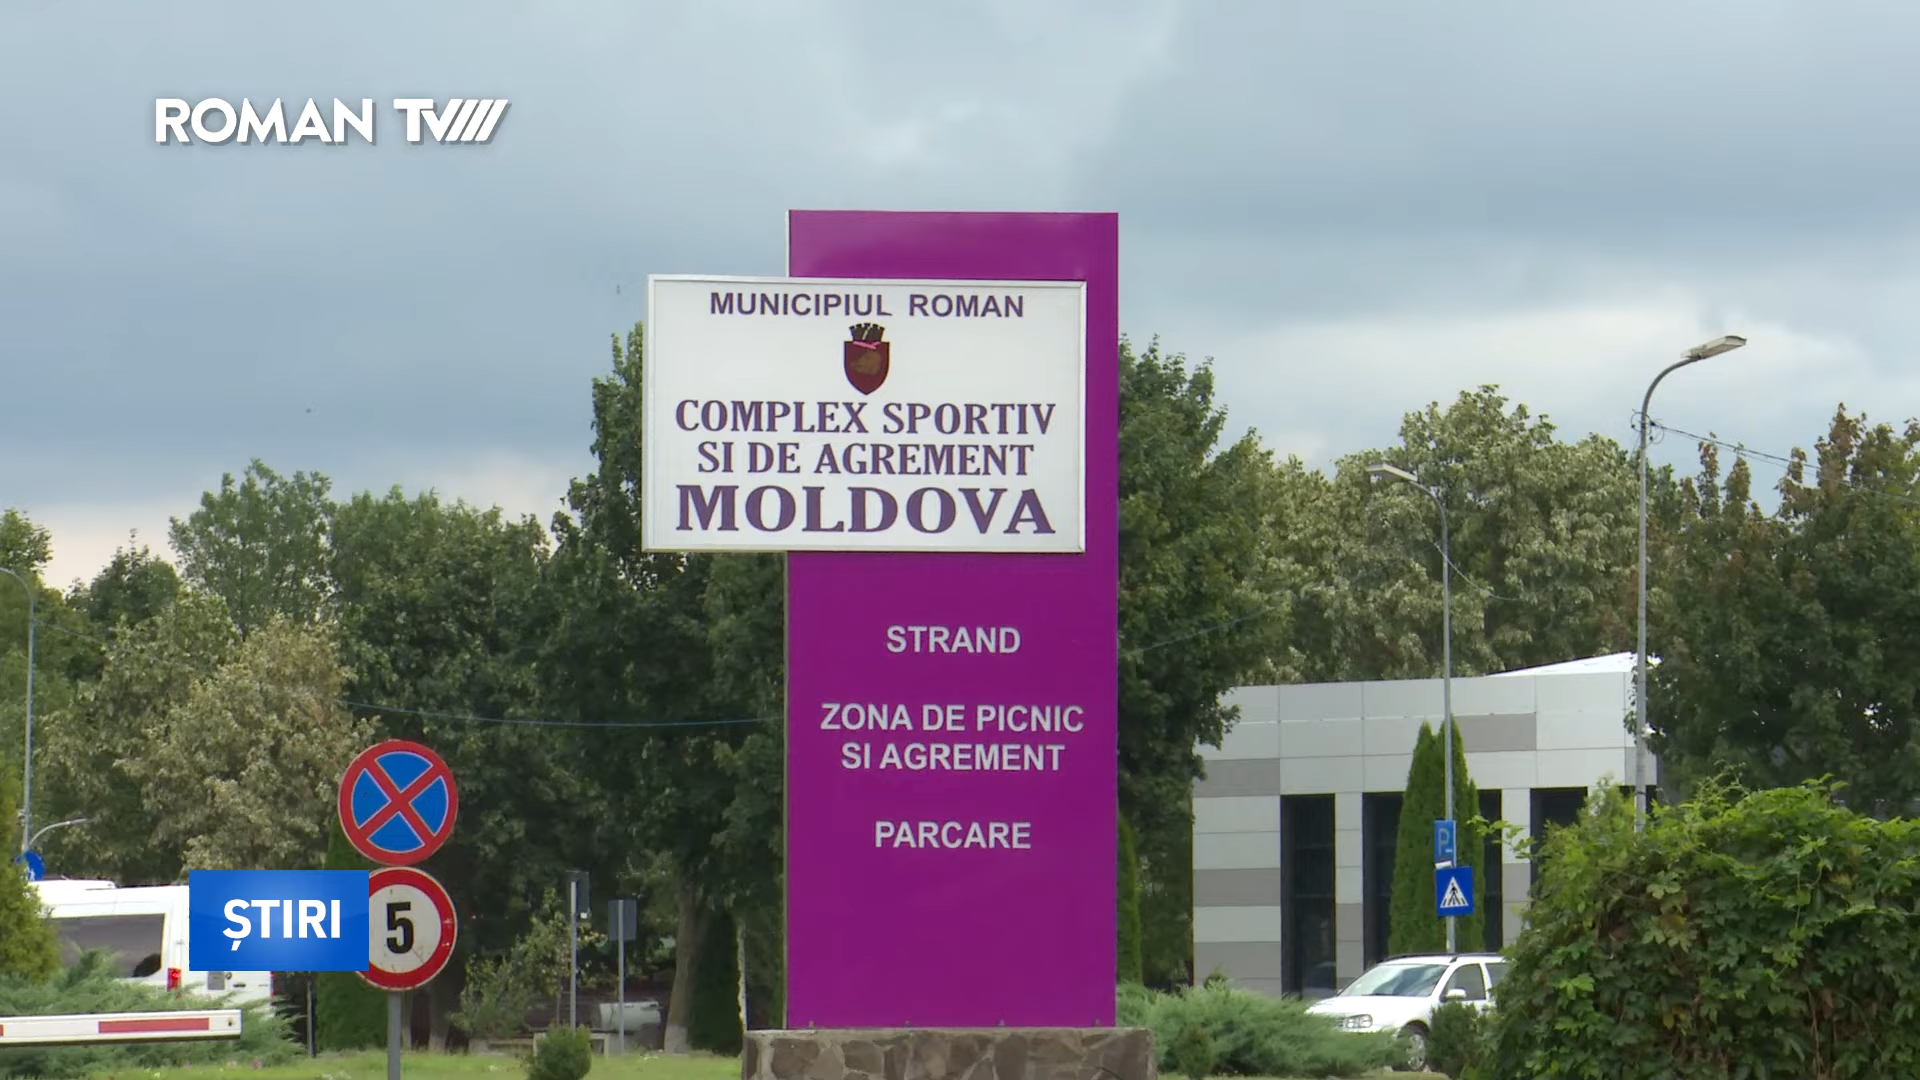 ROMAN TV
MUNICIPIUL ROMAN
COMPLEX SPORTIV
SI DE AGREMENT
MOLDOVA
STRAND
ZONA DE PICNIC
SI AGREMENT
PARCARE
ȘTIRI
5
P